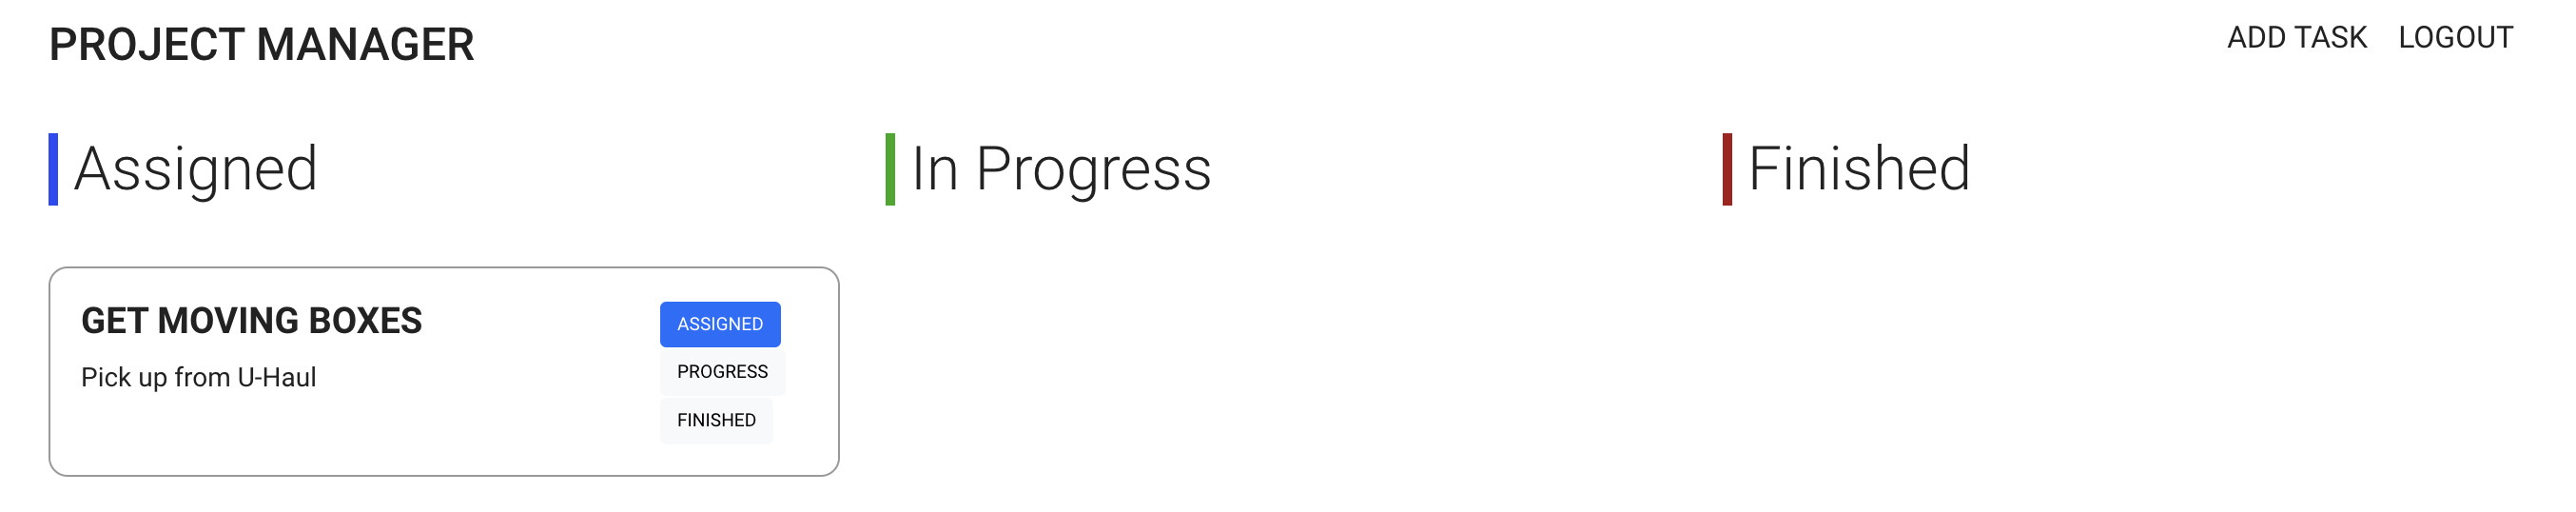 PROJECT MANAGER
ADD TASK
LOGOUT
Assigned
In Progress
Finished
GET MOVING BOXES
Pick up from U-Haul
ASSIGNED
PROGRESS
FINISHED